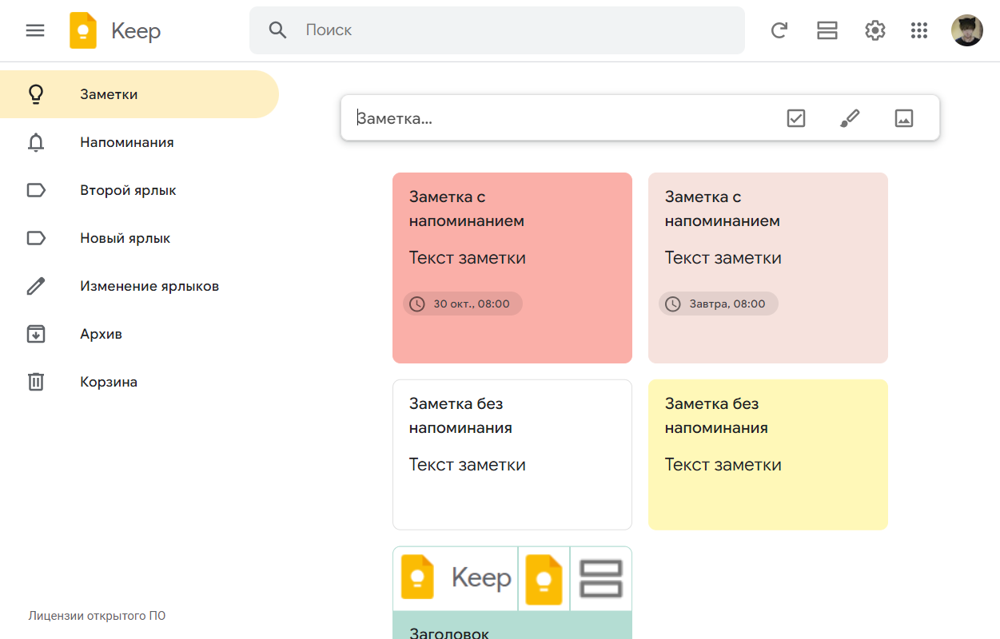 Keep
Поиск
Заметки
Напоминания
Второй ярлык
Новый ярлык
Изменение ярлыков
Архив
Корзина
Лицензии открытого ПО
Заметка...
Заметка с
напоминанием
Текст заметки
30 окт., 08:00
Заметка с
напоминанием
Текст заметки
Завтра, 08:00
Заметка без
напоминания
Текст заметки
Заметка без
напоминания
Текст заметки
Keep
Заголовок